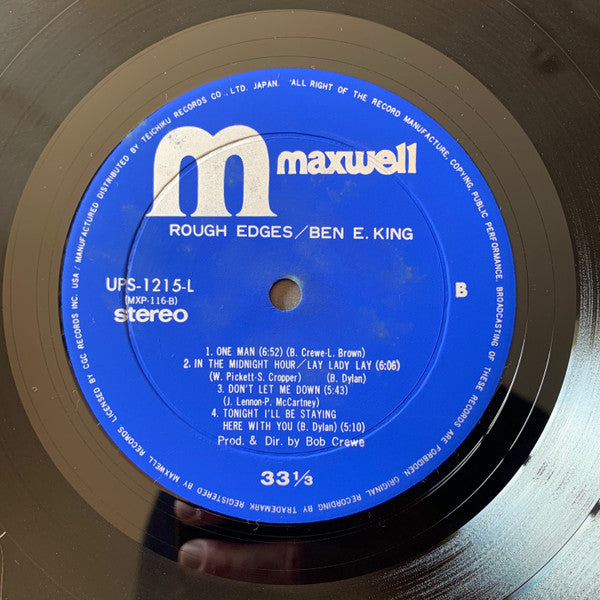 m maxwell
ROUGH EDGES/BEN E. KING
UPS-1215-L
(MXP-116-B)
stereo
B
1. ONE MAN (6:52) (B. Crewe-L. Brown)
2. IN THE MIDNIGHT HOUR/LAY LADY LAY (6:06)
(W. Pickett-S. Cropper) (B. Dylan)
3. DON'T LET ME DOWN (5:43)
(J. Lennon-P. McCartney)
4. TONIGHT I'LL BE STAYING
HERE WITH YOU (B. Dylan) (5:10)
Prod. & Dir. by Bob Crewe
33 1/3
TRADEMARK REGISTERED BY MAXWELL RECORDS. LICENSED BY CGC RECORDS INC. USA / MANUFACTURED DISTRIBUTED BY TEICHIKU RECORDS CO., LTD. JAPAN. 'ALL RIGHT OF THE RECORD MANUFACTURE, COPYING, PUBLIC PERFORMANCE, BROADCASTING OF THESE RECORDS ARE FORBIDDEN ORIGINAL RECORDING BY